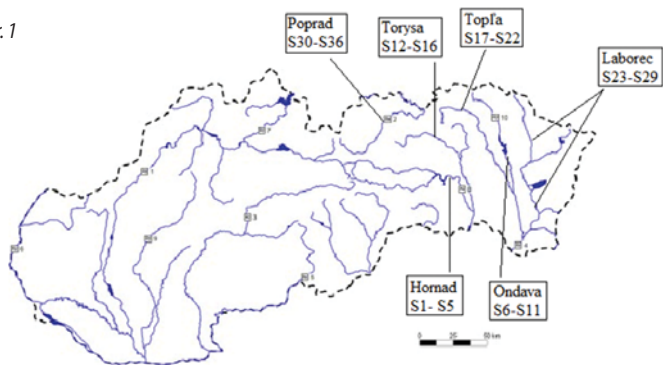 : 1
Poprad
S30-S36
Torysa
S12-S16
Topľa
S17-S22
Laborec
S23-S29
Hornad
S1- S5
Ondava
S6-S11
0 25 50 km